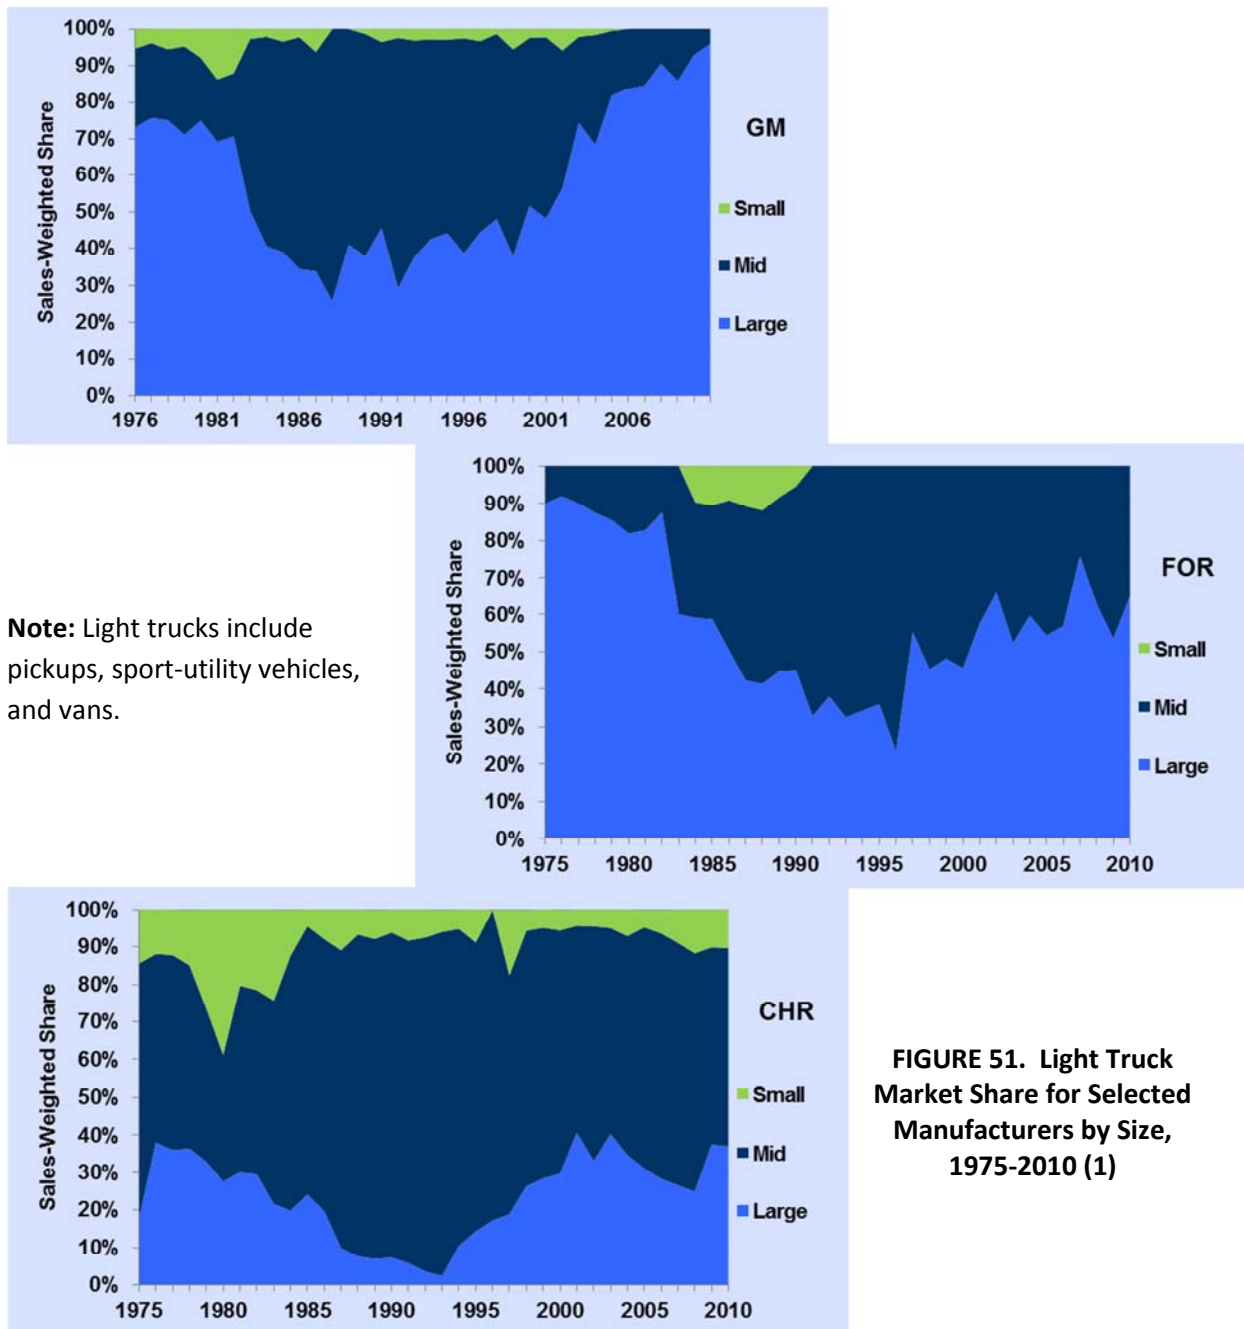 100%
90%
80%
70%
60%
50%
40%
30%
20%
10%
0%
Sales-Weighted Share
1976 1981 1986 1991 1996 2001 2006
GM
Small
Mid
Large
Note: Light trucks include
pickups, sport-utility vehicles,
and vans.
100%
90%
80%
70%
60%
50%
40%
30%
20%
10%
0%
Sales-Weighted Share
1975 1980 1985 1990 1995 2000 2005 2010
FOR
Small
Mid
Large
100%
90%
80%
70%
60%
50%
40%
30%
20%
10%
0%
Sales-Weighted Share
1975 1980 1985 1990 1995 2000 2005 2010
CHR
Small
Mid
Large
FIGURE 51. Light Truck
Market Share for Selected
Manufacturers by Size,
1975-2010 (1)